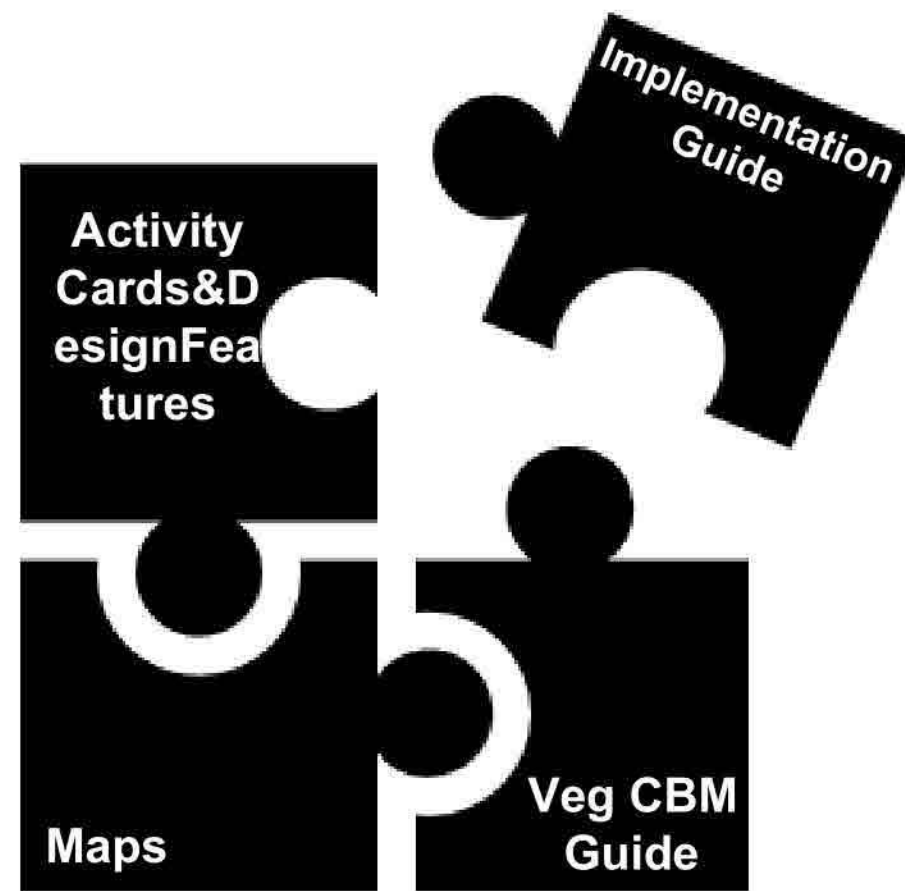 Implementation
Guide
Activity
Cards&D
esignFea
tures
Maps
Veg CBM
Guide